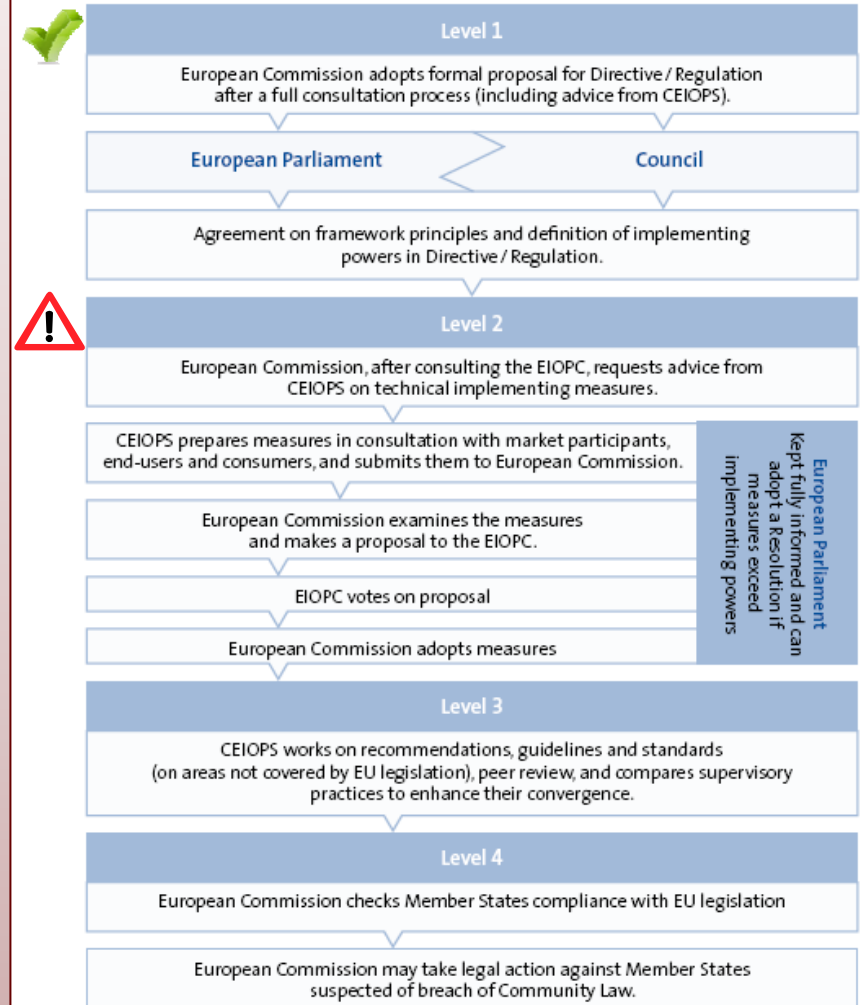 Level 1
European Commission adopts formal proposal for Directive / Regulation
after a full consultation process (including advice from CEIOPS).
European Parliament
Council
Agreement on framework principles and definition of implementing
powers in Directive / Regulation.
Level 2
European Commission, after consulting the EIOPC, requests advice from
CEIOPS on technical implementing measures.
CEIOPS prepares measures in consultation with market participants,
end-users and consumers, and submits them to European Commission.
European Commission examines the measures
and makes a proposal to the EIOPC.
EIOPC votes on proposal
European Commission adopts measures
European Parliament
Kept fully informed and can
adopt a Resolution if
measures exceed
implementing powers
Level 3
CEIOPS works on recommendations, guidelines and standards
(on areas not covered by EU legislation), peer review, and compares supervisory
practices to enhance their convergence.
Level 4
European Commission checks Member States compliance with EU legislation
European Commission may take legal action against Member States
suspected of breach of Community Law.